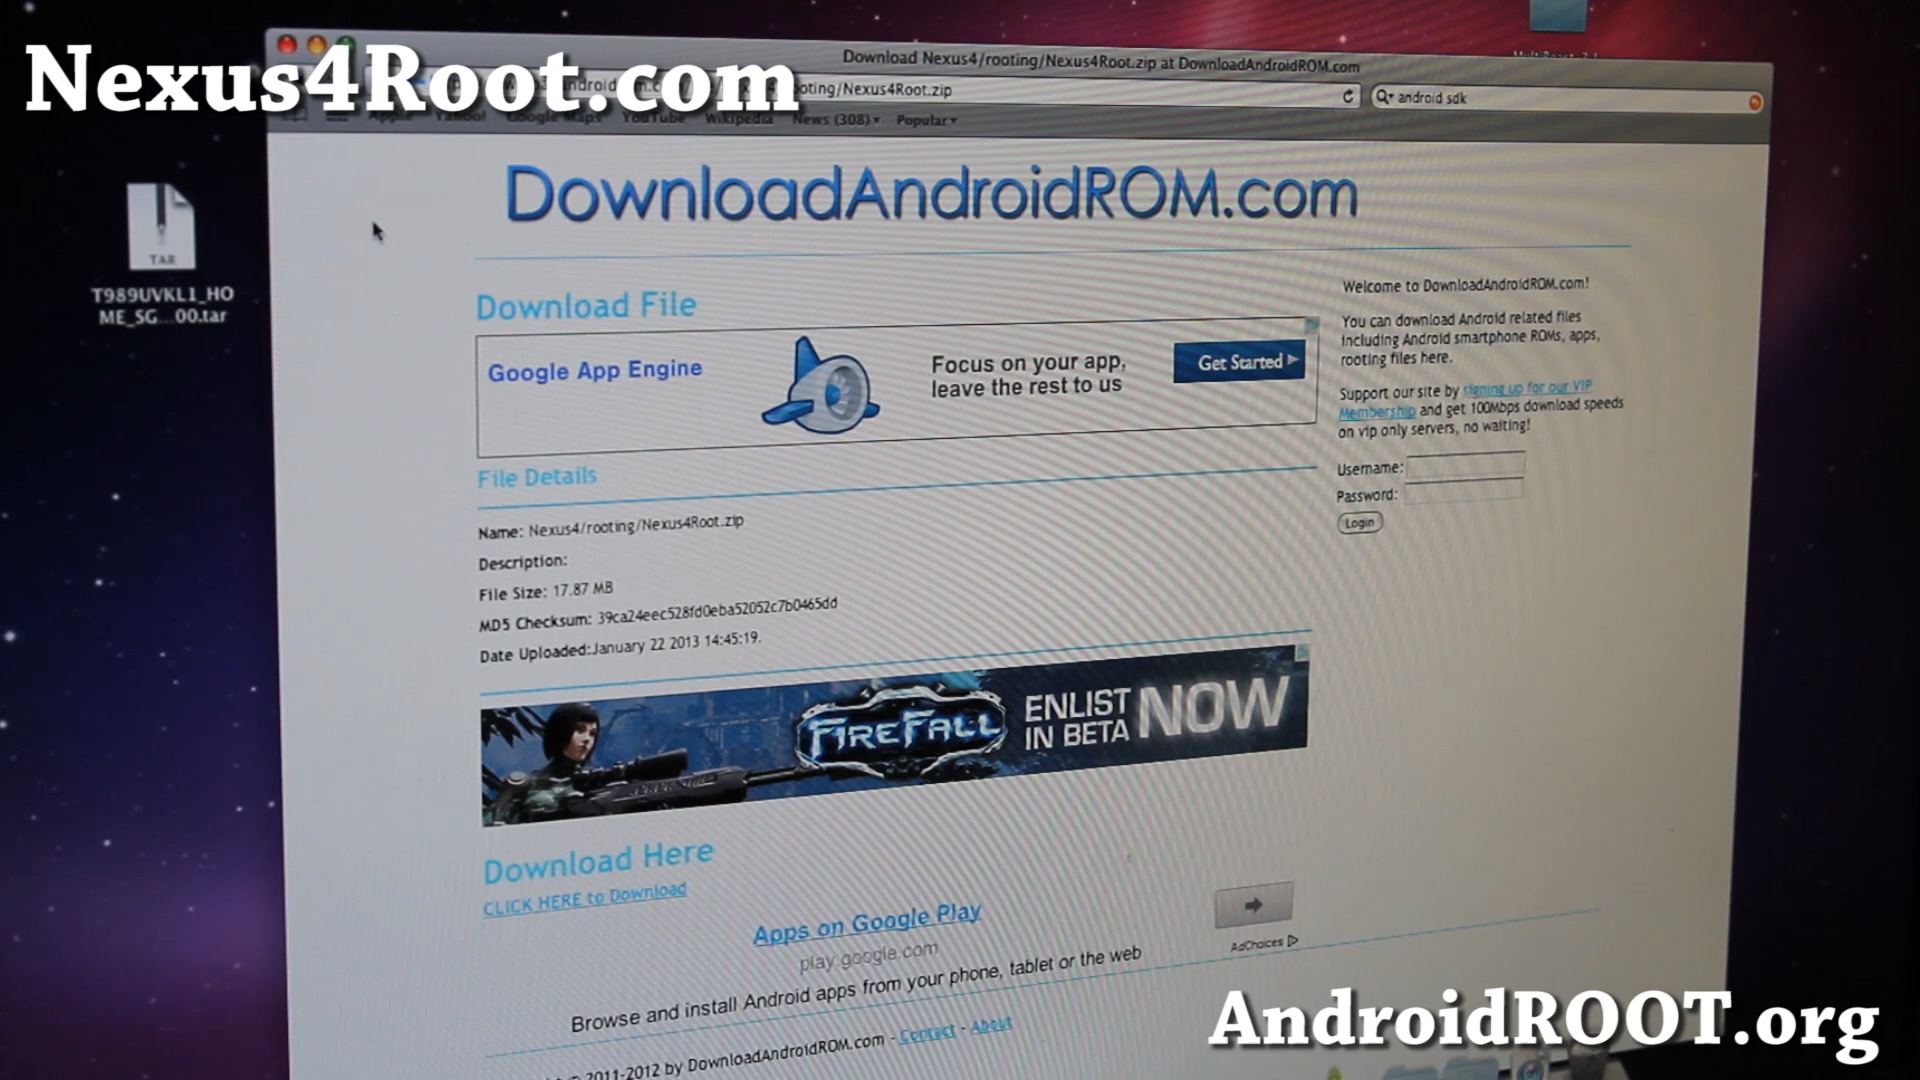 Nexus4Root.com
Download Nexus4/rooting/Nexus4Root.zip at DownloadAndroidROM.com
ooting/Nexus4Root.zip
android sdk
Apple Yahoo! Google Maps YouTube Wikipedia News (308) Popular
TAR
T989UVKL1_HO
ME_SG...00.tar
DownloadAndroidROM.com
Download File
Google App Engine
Focus on your app,
leave the rest to us
Get Started
File Details
Name: Nexus4/rooting/Nexus4Root.zip
Description:
File Size: 17.87 MB
MD5 Checksum: 39ca24eec528fd0eba52052c7b0465dd
Date Uploaded:January 22 2013 14:45:19.
Welcome to DownloadAndroidROM.com!
You can download Android related files
including Android smartphone ROMs, apps,
rooting files here.
Support our site by signing up for our VIP
Membership and get 100Mbps download speeds
on vip only servers, no waiting!
Username:
Password:
Login
FIREFALL
ENLIST
IN BETA
NOW
Download Here
CLICK HERE to Download
Apps on Google Play
play.google.com
Browse and install Android apps from your phone, tablet or the web
AdChoices
2011-2012 by DownloadAndroidROM.com - Contact - About
AndroidROOT.org